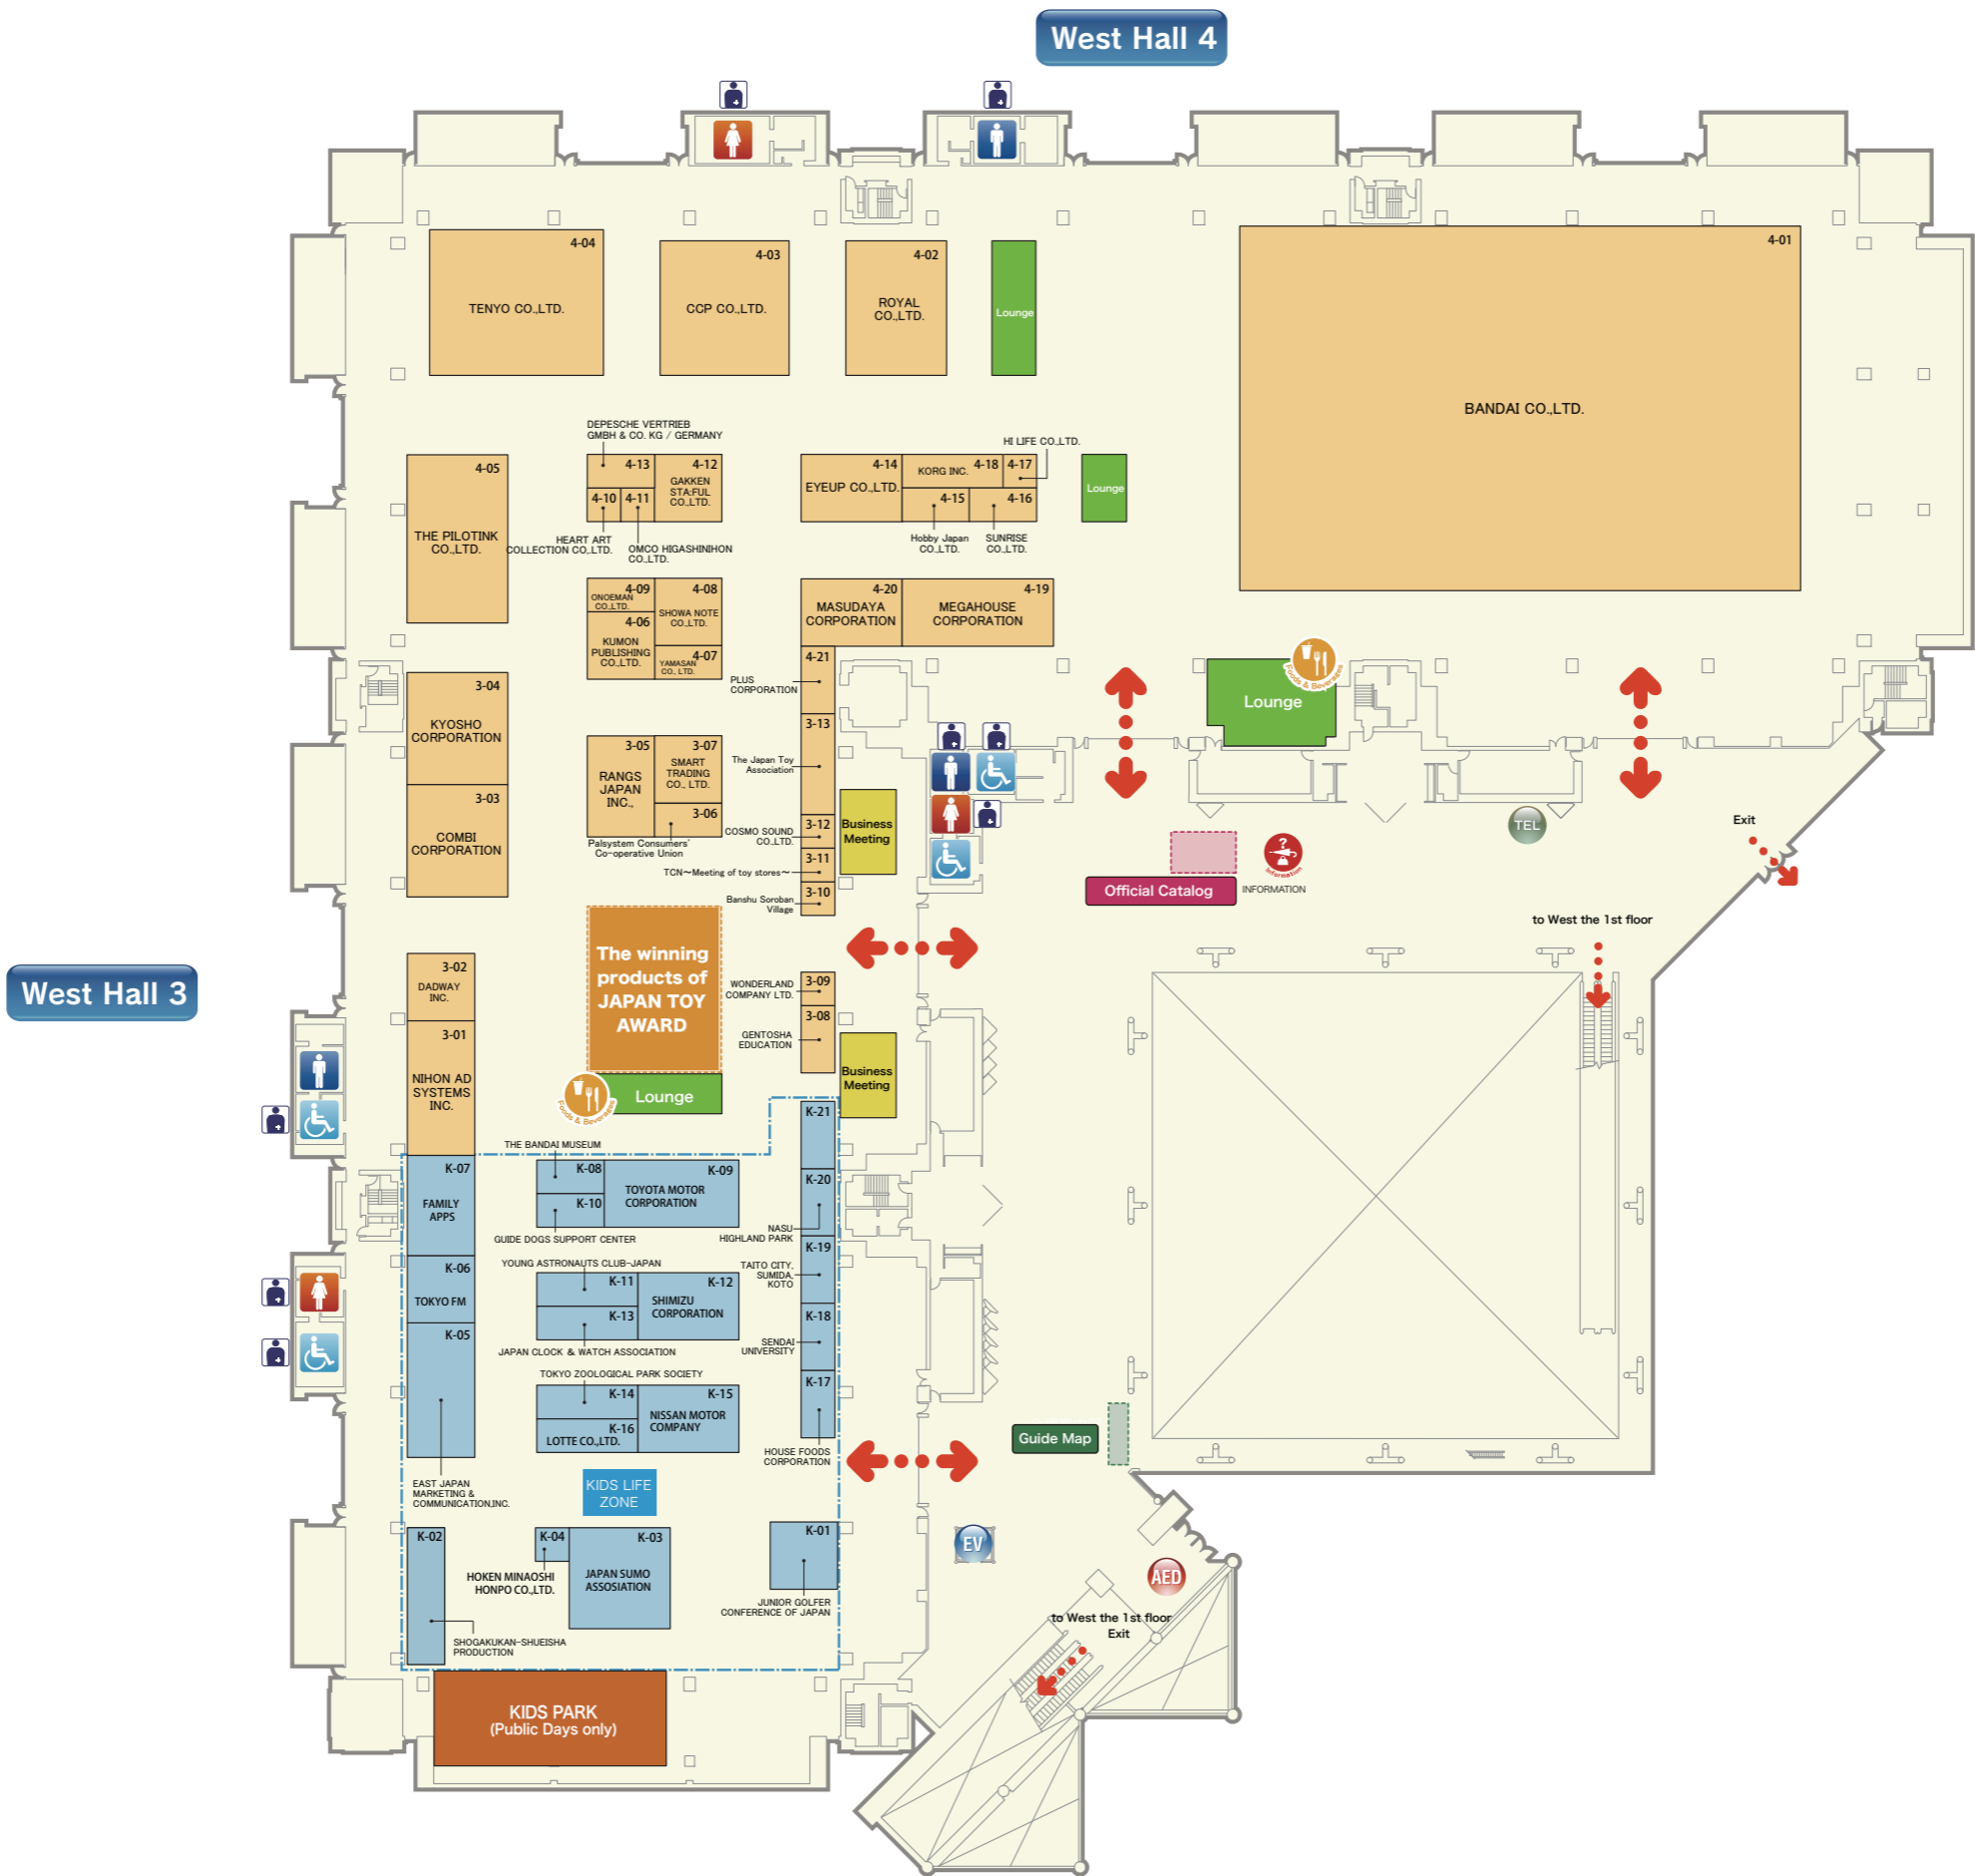 West Hall 4
4-04
TENYO CO.,LTD.
4-03
CCP CO.,LTD.
4-02
ROYAL
CO.,LTD.
Lounge
4-01
BANDAI CO.,LTD.
4-05
THE PILOTINK
CO.,LTD.
DEPESCHE VERTRIEB
GMBH & CO. KG / GERMANY
4-13
4-12
GAKKEN
STA:FUL
CO.,LTD.
4-10
4-11
HEART ART
COLLECTION CO,.LTD.
OMCO HIGASHINIHON
CO.,LTD.
HI LIFE CO.,LTD.
4-14
EYEUP CO.,LTD.
KORG INC.
4-18
4-17
4-15
4-16
Hobby Japan
CO.,LTD.
SUNRISE
CO.,LTD.
Lounge
4-09
ONOEMAN
CO.,LTD.
4-08
SHOWA NOTE
CO.,LTD.
4-06
KUMON
PUBLISHING
CO.,LTD.
4-07
YAMASAN
CO., LTD.
4-20
MASUDAYA
CORPORATION
4-19
MEGAHOUSE
CORPORATION
4-21
PLUS
CORPORATION
Foods & Beverages
Lounge
3-04
KYOSHO
CORPORATION
3-03
COMBI
CORPORATION
3-05
RANGS
JAPAN
INC.,
3-07
SMART
TRADING
CO., LTD.
3-06
Palsystem Consumers'
Co-operative Union
3-13
The Japan Toy
Association
3-12
COSMO SOUND
CO.,LTD.
3-11
TCN～Meeting of toy stores～
3-10
Banshu Soroban
Village
Business
Meeting
TEL
Exit
?
Information
Official Catalog
INFORMATION
to West the 1st floor
West Hall 3
3-02
DADWAY
INC.
3-01
NIHON AD
SYSTEMS
INC.
The winning
products of
JAPAN TOY
AWARD
Foods & Beverages
Lounge
3-09
WONDERLAND
COMPANY LTD.
3-08
GENTOSHA
EDUCATION
Business
Meeting
K-21
K-07
FAMILY
APPS
THE BANDAI MUSEUM
K-08
K-09
TOYOTA MOTOR
CORPORATION
K-10
GUIDE DOGS SUPPORT CENTER
K-20
NASU
HIGHLAND PARK
K-06
TOKYO FM
YOUNG ASTRONAUTS CLUB-JAPAN
K-11
K-12
SHIMIZU
CORPORATION
K-13
JAPAN CLOCK & WATCH ASSOCIATION
K-19
TAITO CITY,
SUMIDA,
KOTO
K-18
SENDAI
UNIVERSITY
K-05
EAST JAPAN
MARKETING &
COMMUNICATION,INC.
TOKYO ZOOLOGICAL PARK SOCIETY
K-14
K-15
NISSAN MOTOR
COMPANY
K-16
LOTTE CO.,LTD.
K-17
HOUSE FOODS
CORPORATION
Guide Map
KIDS LIFE
ZONE
K-02
SHOGAKUKAN-SHUEISHA
PRODUCTION
K-04
HOKEN MINAOSHI
HONPO CO.,LTD.
K-03
JAPAN SUMO
ASSOSIATION
K-01
JUNIOR GOLFER
CONFERENCE OF JAPAN
EV
AED
to West the 1st floor
Exit
KIDS PARK
(Public Days only)